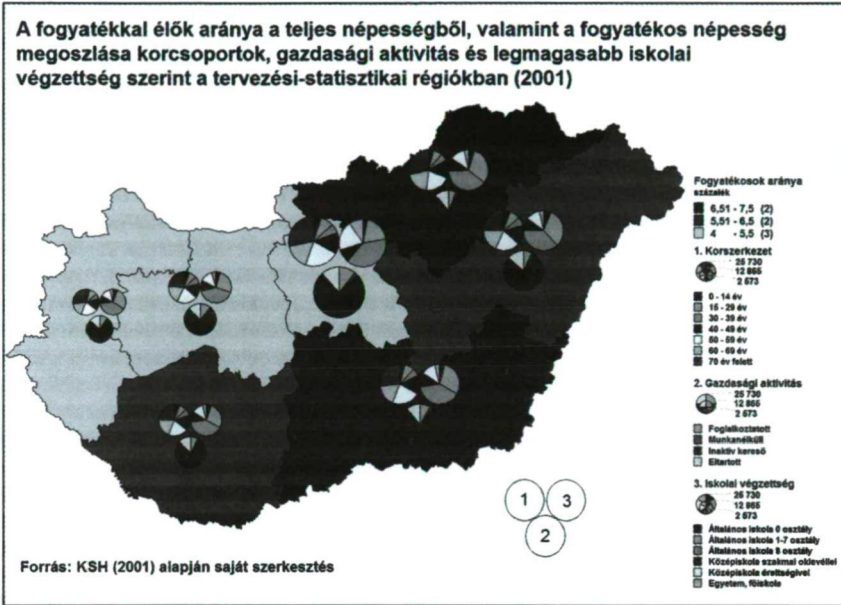 A fogyatékkal élők aránya a teljes népességből, valamint a fogyatékos népesség
megoszlása korcsoportok, gazdasági aktivitás és legmagasabb iskolai
végzettség szerint a tervezési-statisztikai régiókban (2001)
Fogyatékosok aránya
százalék
6,51 - 7,5 (2)
5,51 - 6,5 (2)
4 - 5,5 (3)
1. Korszerkezet
25 730
12 865
2 573
0 - 14 év
15 - 29 év
30 - 39 év
40 - 49 év
50 - 59 év
60 - 69 év
70 év felett
2. Gazdasági aktivitás
25 730
12 865
2 573
Foglalkoztatott
Munkanélküli
Inaktív kereső
Eltartott
3. Iskolai végzettség
25 730
12 865
2 573
Általános iskola 0 osztály
Általános iskola 1-7 osztály
Általános iskola 8 osztály
Középiskola szakmai oklevéllel
Középiskola érettségivel
Egyetem, főiskola
1
3
2
Forrás: KSH (2001) alapján saját szerkesztés